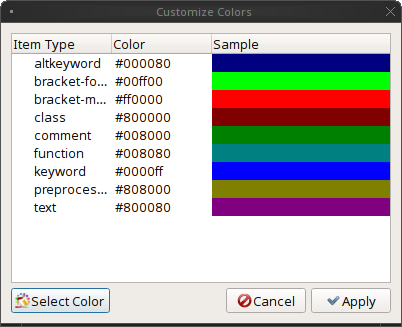 Customize Colors
Item Type Color Sample
altkeyword #000080
bracket-fo... #00ff00
bracket-m... #ff0000
class #800000
comment #008000
function #008080
keyword #0000ff
preproces... #808000
text #800080
Select Color Cancel Apply